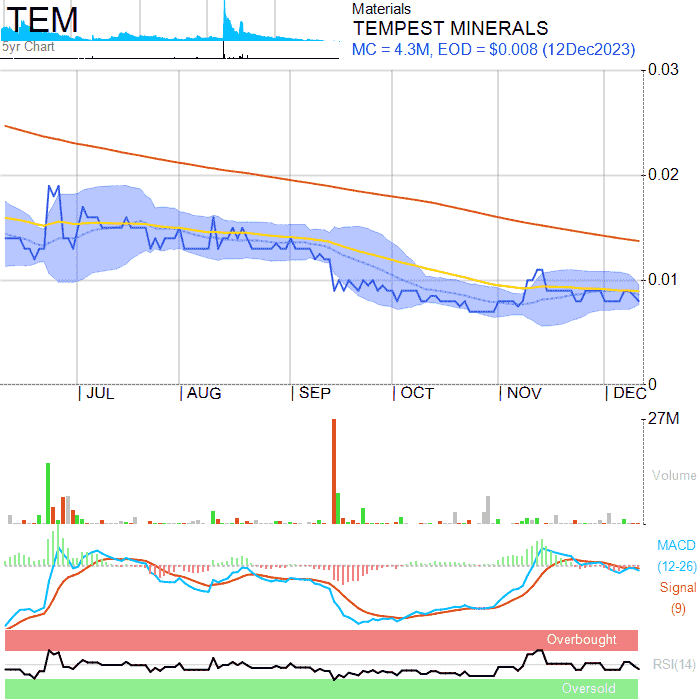 TEM
5yr Chart
Materials
TEMPEST MINERALS
MC = 4.3M, EOD = $0.008 (12Dec2023)
0.03
0.02
0.01
0
| JUL | AUG | SEP | OCT | NOV | DEC
27M
Volume
MACD
(12-26)
Signal
(9)
Overbought
RSI(14)
Oversold